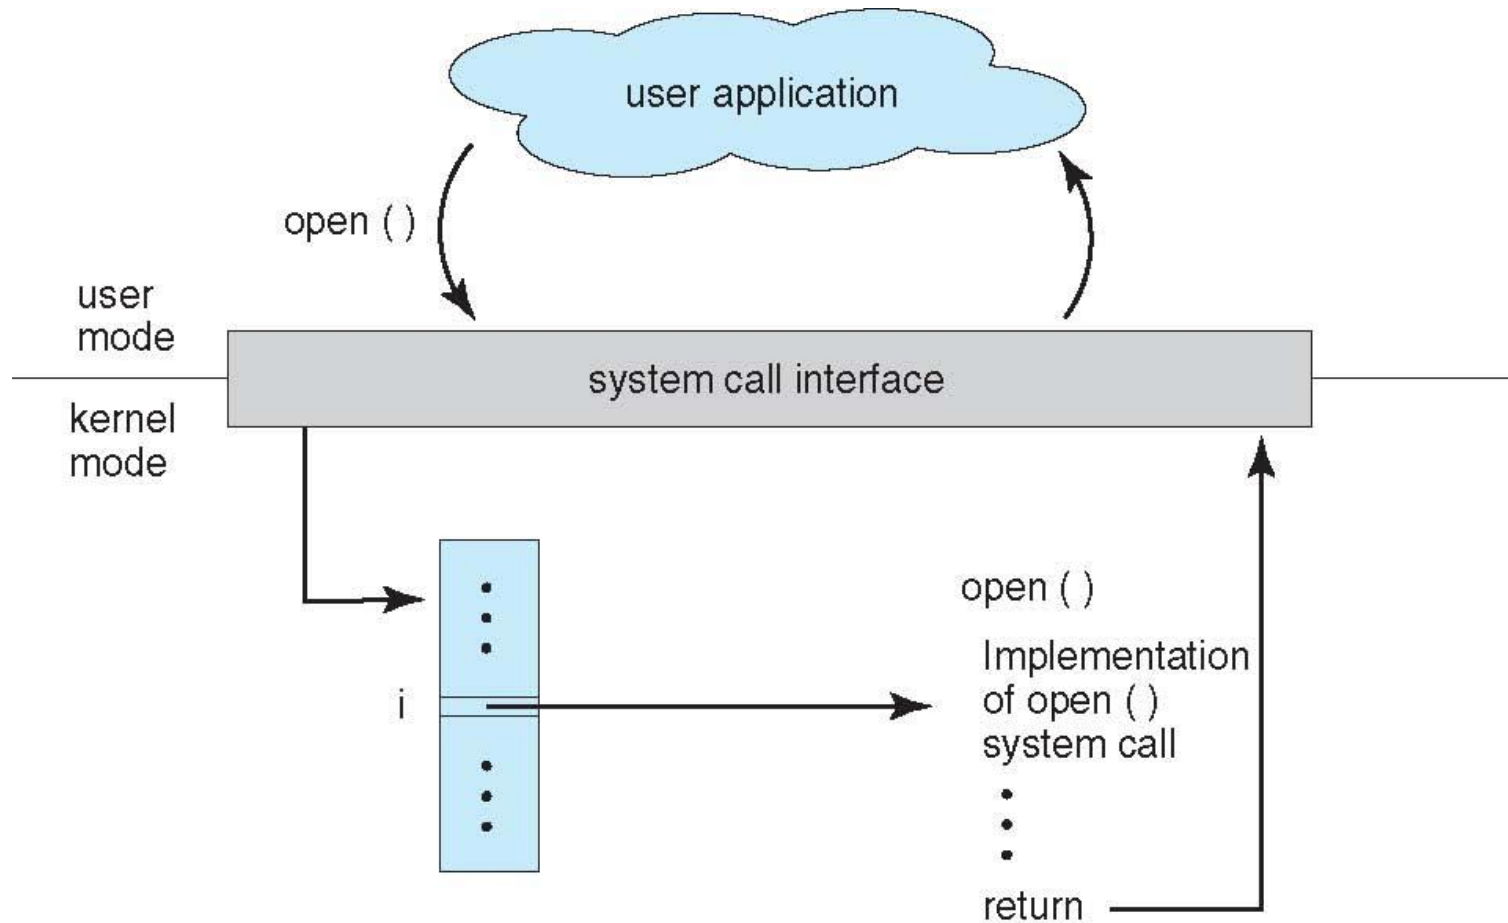 user application
open ( )
user
mode
system call interface
kernel
mode
open ( )
Implementation
of open ( )
system call
i
return